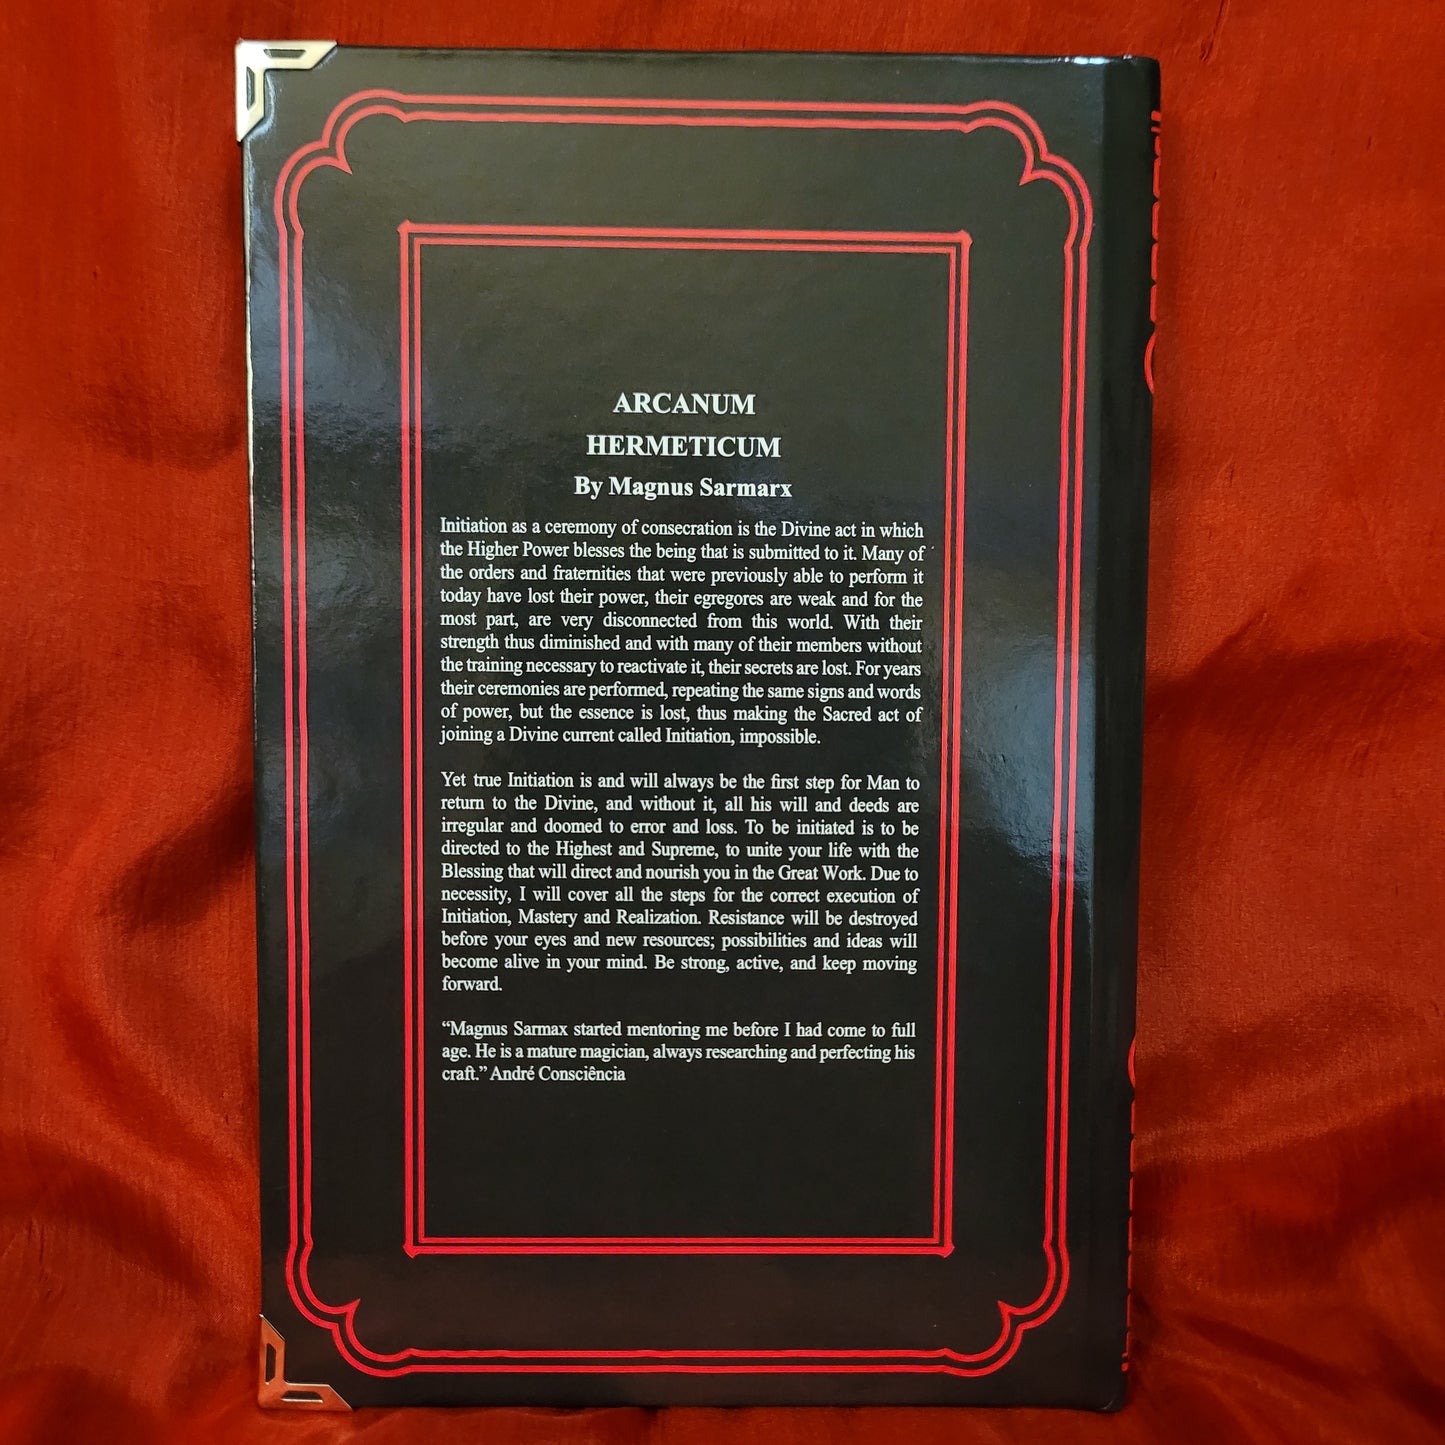 ARCANUM
HERMETICUM
By Magnus Sarmarx
Initiation as a ceremony of consecration is the Divine act in which
the Higher Power blesses the being that is submitted to it. Many of
the orders and fraternities that were previously able to perform it
today have lost their power, their egregores are weak and for the
most part, are very disconnected from this world. With their
strength thus diminished and with many of their members without
the training necessary to reactivate it, their secrets are lost. For years
their ceremonies are performed, repeating the same signs and words
of power, but the essence is lost, thus making the Sacred act of
joining a Divine current called Initiation, impossible.
Yet true Initiation is and will always be the first step for Man to
return to the Divine, and without it, all his will and deeds are
irregular and doomed to error and loss. To be initiated is to be
directed to the Highest and Supreme, to unite your life with the
Blessing that will direct and nourish you in the Great Work. Due to
necessity, I will cover all the steps for the correct execution of
Initiation, Mastery and Realization. Resistance will be destroyed
before your eyes and new resources; possibilities and ideas will
become alive in your mind. Be strong, active, and keep moving
forward.
“Magnus Sarmax started mentoring me before I had come to full
age. He is a mature magician, always researching and perfecting his
craft.” André Consciência